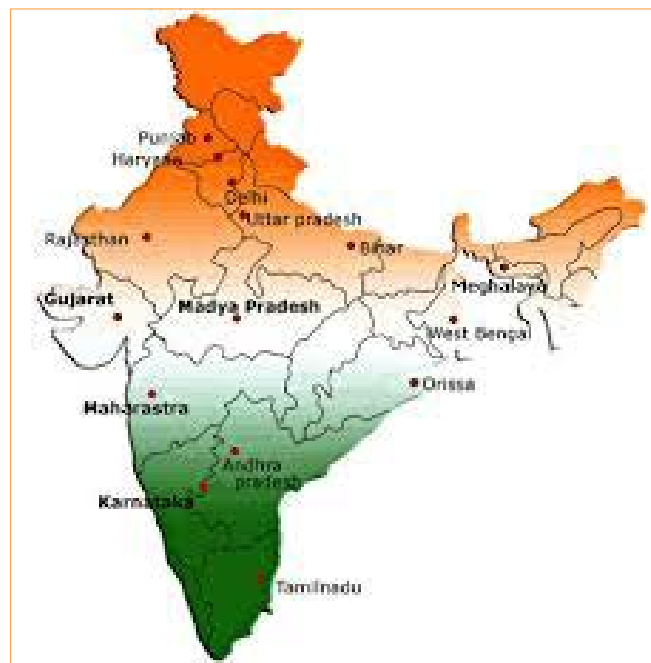 Punjab
Haryana
Delhi
Uttar pradesh
Rajasthan
Bihar
Meghalaya
Gujarat
Madya Pradesh
West Bengal
Orissa
Maharastra
Andhra
pradesh
Karnataka
Tamilnadu